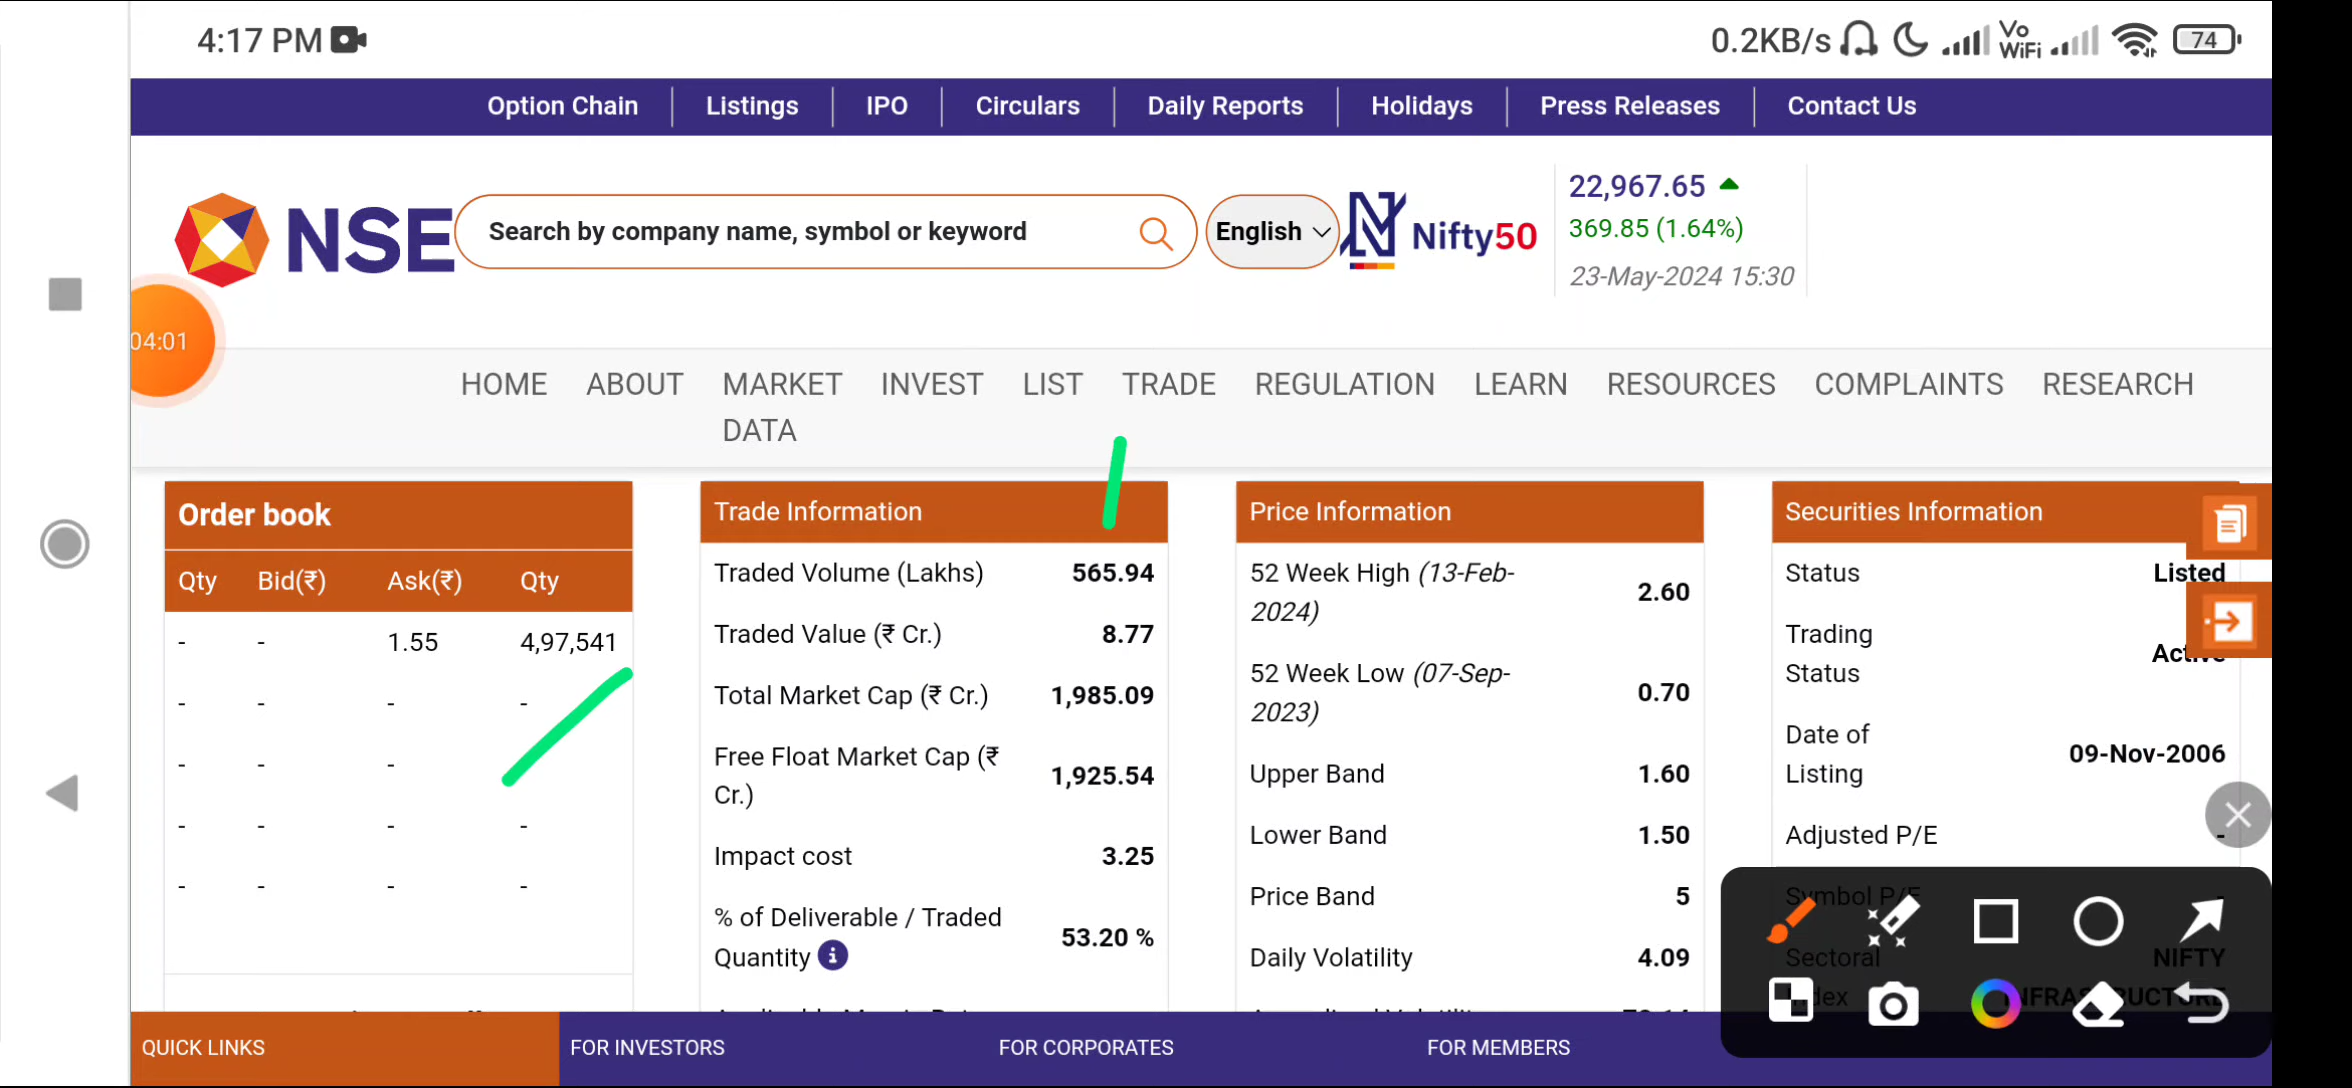 4:17 PM
0.2KB/s
Vo
WiFi
74
Option Chain
Listings
IPO
Circulars
Daily Reports
Holidays
Press Releases
Contact Us
NSE
Search by company name, symbol or keyword
English
Nifty50
22,967.65
369.85 (1.64%)
23-May-2024 15:30
04:01
HOME
ABOUT
MARKET
DATA
INVEST
LIST
TRADE
REGULATION
LEARN
RESOURCES
COMPLAINTS
RESEARCH
Order book
Qty Bid(₹) Ask(₹) Qty
- - 1.55 4,97,541
- - - -
- - -
- - - -
- - - -
Trade Information
Traded Volume (Lakhs) 565.94
Traded Value (₹ Cr.) 8.77
Total Market Cap (₹ Cr.) 1,985.09
Free Float Market Cap (₹
Cr.) 1,925.54
Impact cost 3.25
% of Deliverable / Traded
Quantity 53.20 %
Price Information
52 Week High (13-Feb-
2024) 2.60
52 Week Low (07-Sep-
2023) 0.70
Upper Band 1.60
Lower Band 1.50
Price Band 5
Daily Volatility 4.09
Securities Information
Status Listed
Trading
Status Active
Date of
Listing 09-Nov-2006
Adjusted P/E -
Symbol P/E
Sectoral NIFTY
Index INFRASTRUCTURE
QUICK LINKS
FOR INVESTORS
FOR CORPORATES
FOR MEMBERS